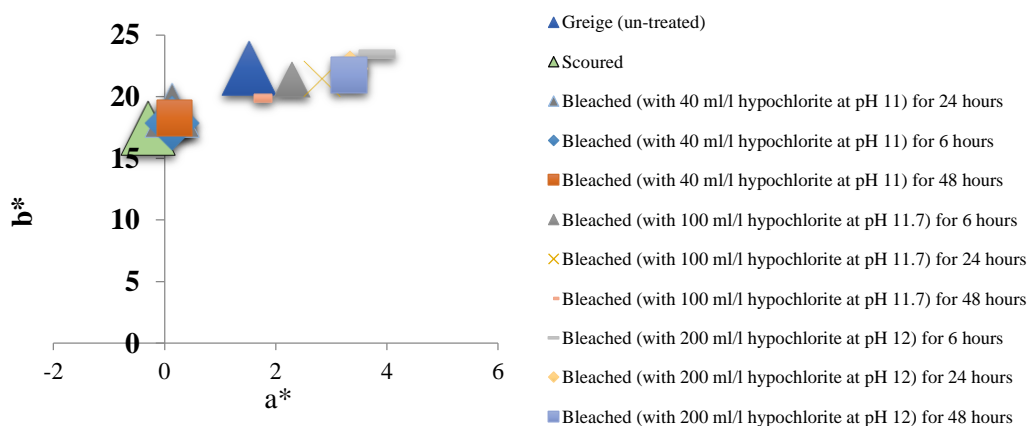 25
20
15
10
5
0
b*
-2
0
2
4
6
a*
Greige (un-treated)
Scoured
Bleached (with 40 ml/l hypochlorite at pH 11) for 24 hours
Bleached (with 40 ml/l hypochlorite at pH 11) for 6 hours
Bleached (with 40 ml/l hypochlorite at pH 11) for 48 hours
Bleached (with 100 ml/l hypochlorite at pH 11.7) for 6 hours
Bleached (with 100 ml/l hypochlorite at pH 11.7) for 24 hours
Bleached (with 100 ml/l hypochlorite at pH 11.7) for 48 hours
Bleached (with 200 ml/l hypochlorite at pH 12) for 6 hours
Bleached (with 200 ml/l hypochlorite at pH 12) for 24 hours
Bleached (with 200 ml/l hypochlorite at pH 12) for 48 hours